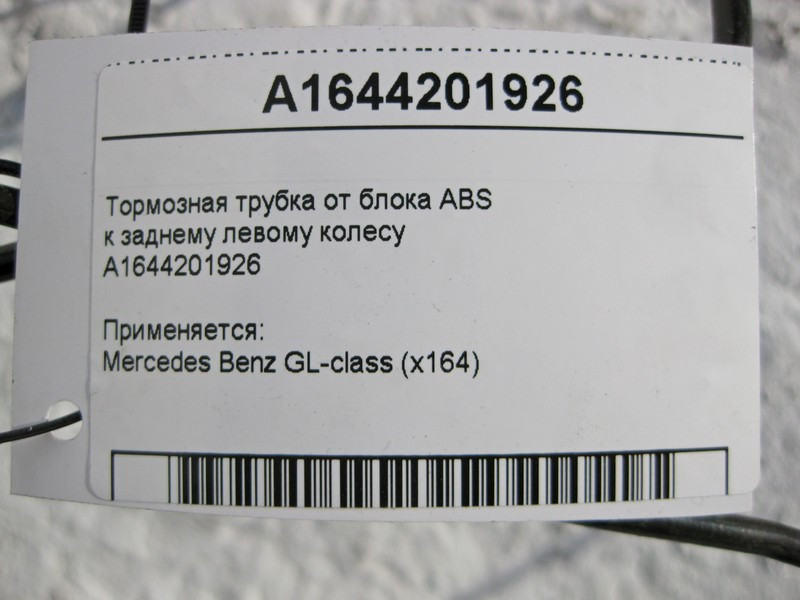 A1644201926
Тормозная трубка от блока ABS
к заднему левому колесу
A1644201926
Применяется:
Mercedes Benz GL-class (x164)